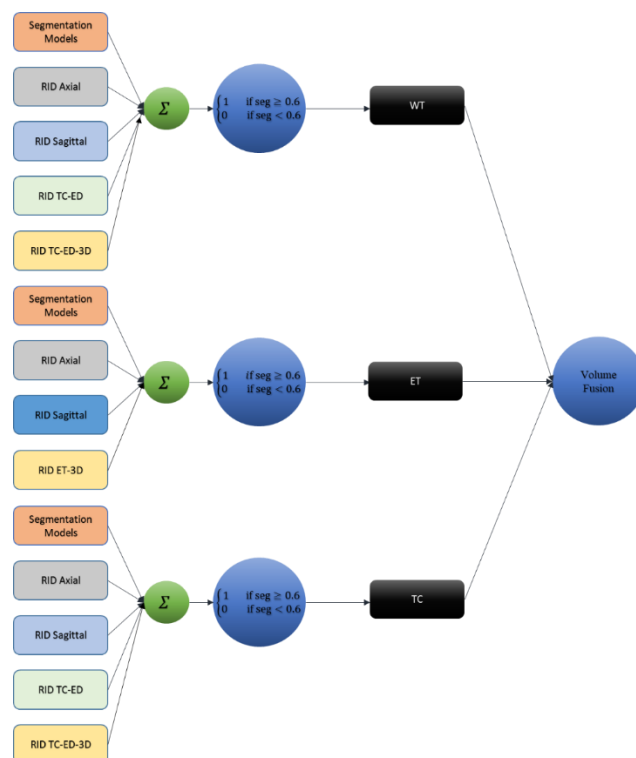 Segmentation
Models
RID Axial
RID Sagittal
RID TC-ED
RID TC-ED-3D
Σ
{1 if seg ≥ 0.6
{0 if seg < 0.6
WT
Segmentation
Models
RID Axial
RID Sagittal
RID ET-3D
Σ
{1 if seg ≥ 0.6
{0 if seg < 0.6
ET
Volume
Fusion
Segmentation
Models
RID Axial
RID Sagittal
RID TC-ED
RID TC-ED-3D
Σ
{1 if seg ≥ 0.6
{0 if seg < 0.6
TC